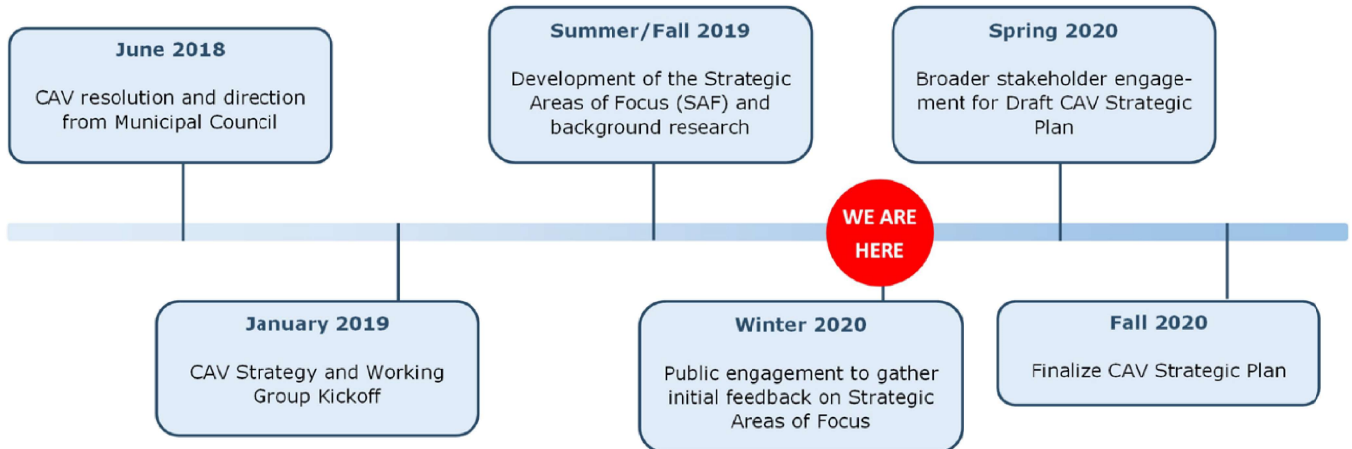 June 2018
CAV resolution and direction
from Municipal Council
Summer/Fall 2019
Development of the Strategic
Areas of Focus (SAF) and
background research
Spring 2020
Broader stakeholder engage-
ment for Draft CAV Strategic
Plan
WE ARE
HERE
January 2019
CAV Strategy and Working
Group Kickoff
Winter 2020
Public engagement to gather
initial feedback on Strategic
Areas of Focus
Fall 2020
Finalize CAV Strategic Plan